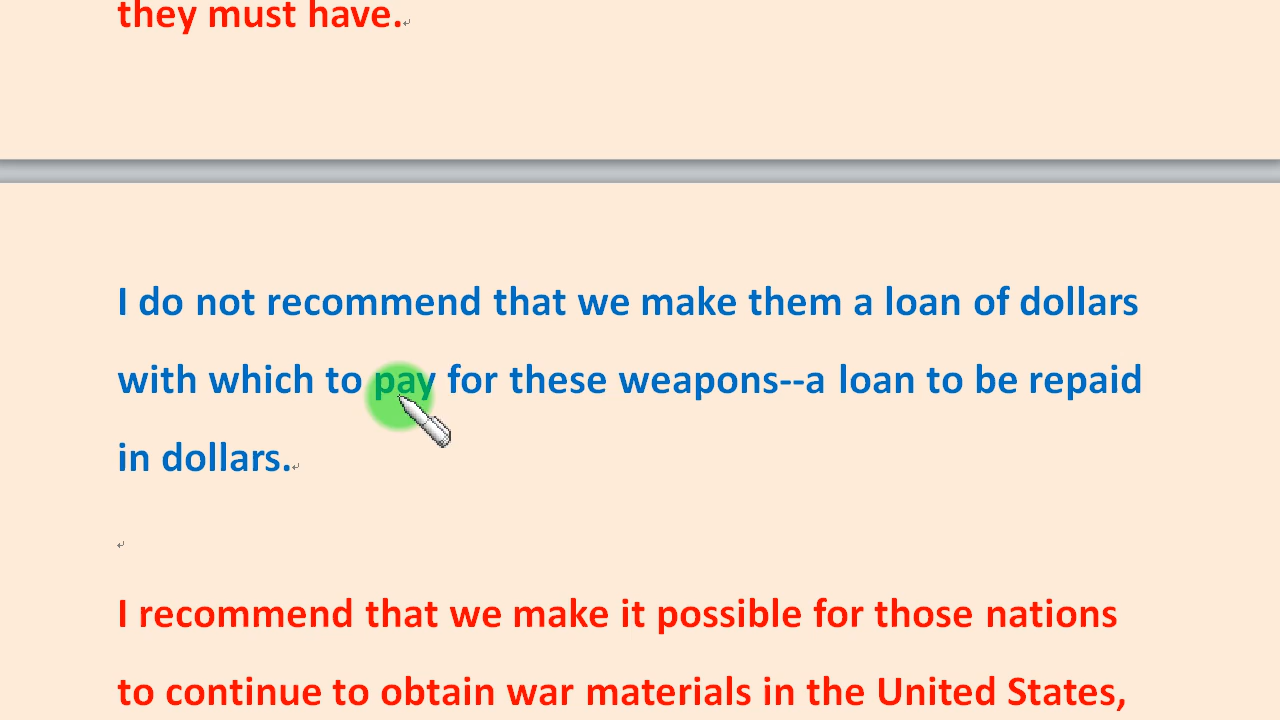 they must have.
I do not recommend that we make them a loan of dollars
with which to pay for these weapons--a loan to be repaid
in dollars.
I recommend that we make it possible for those nations
to continue to obtain war materials in the United States,